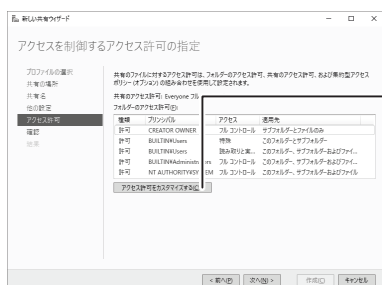 新しい共有ウィザード
アクセスを制御するアクセス許可の指定
プロファイルの選択
共有の場所
共有名
他の設定
アクセス許可
確認
結果
共有のファイルに対するアクセス許可は、フォルダーのアクセス許可、共有のアクセス許可、および集約型アクセス
ポリシー (オプション) の組み合わせを使用して設定されます。
共有のアクセス許可: Everyone フル
フォルダーのアクセス許可(E):
種類 プリンシパル アクセス 適用先
許可 CREATOR OWNER フル コントロール サブフォルダーとファイルのみ
許可 BUILTIN¥Users 特殊 このフォルダーとサブフォルダー
許可 BUILTIN¥Users 読み取りと実... このフォルダー、サブフォルダーおよびファイ...
許可 BUILTIN¥Administr ors フル コントロール このフォルダー、サブフォルダーおよびファイ...
許可 NT AUTHORITY¥SY EM フル コントロール このフォルダー、サブフォルダーおよびファイ...
アクセス許可をカスタマイズする(C)
< 前へ(P) 次へ(N) > 作成(C) キャンセル